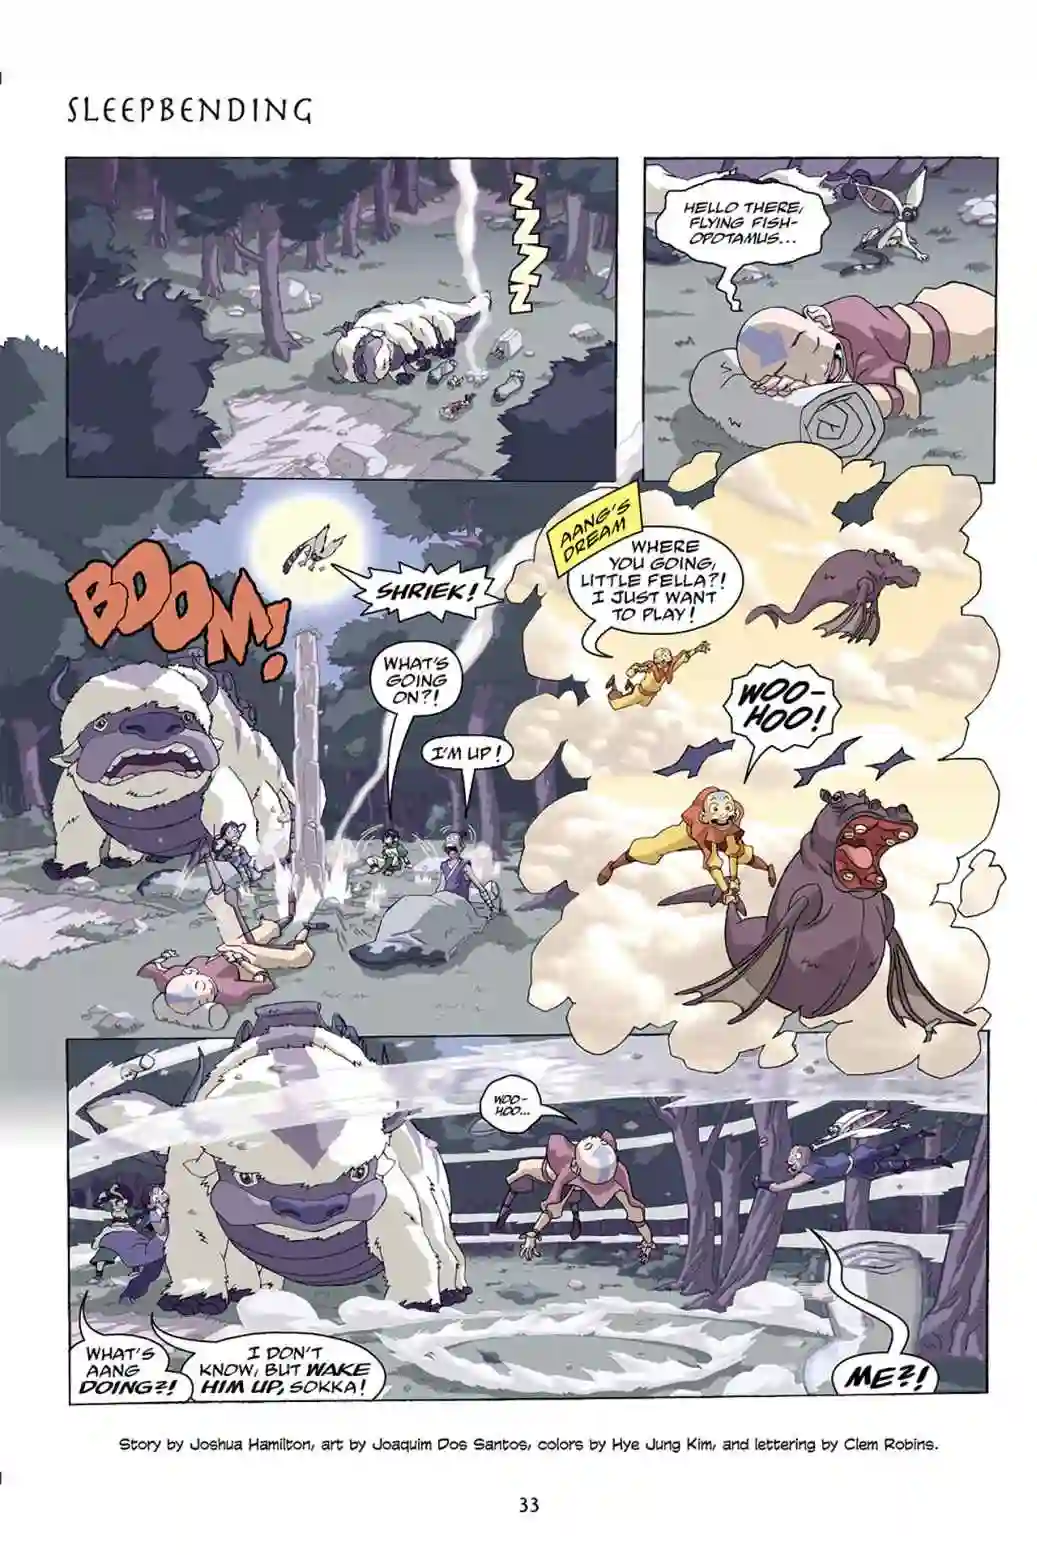 SLEEPBENDING
ZZZZZ
HELLO THERE,
FLYING FISH-
OPOTAMUS...
BOOM!
SHRIEK!
WHAT'S
GOING
ON?!
I'M UP!
AANG'S
DREAM
WHERE
YOU GOING,
LITTLE FELLA?!
I JUST WANT
TO PLAY!
WOO-
HOO!
WOO-
HOO...
WHAT'S
AANG
DOING?!
I DON'T
KNOW, BUT WAKE
HIM UP, SOKKA!
ME?!
Story by Joshua Hamilton, art by Joaquim Dos Santos, colors by Hye Jung Kim, and lettering by Clem Robins.
33